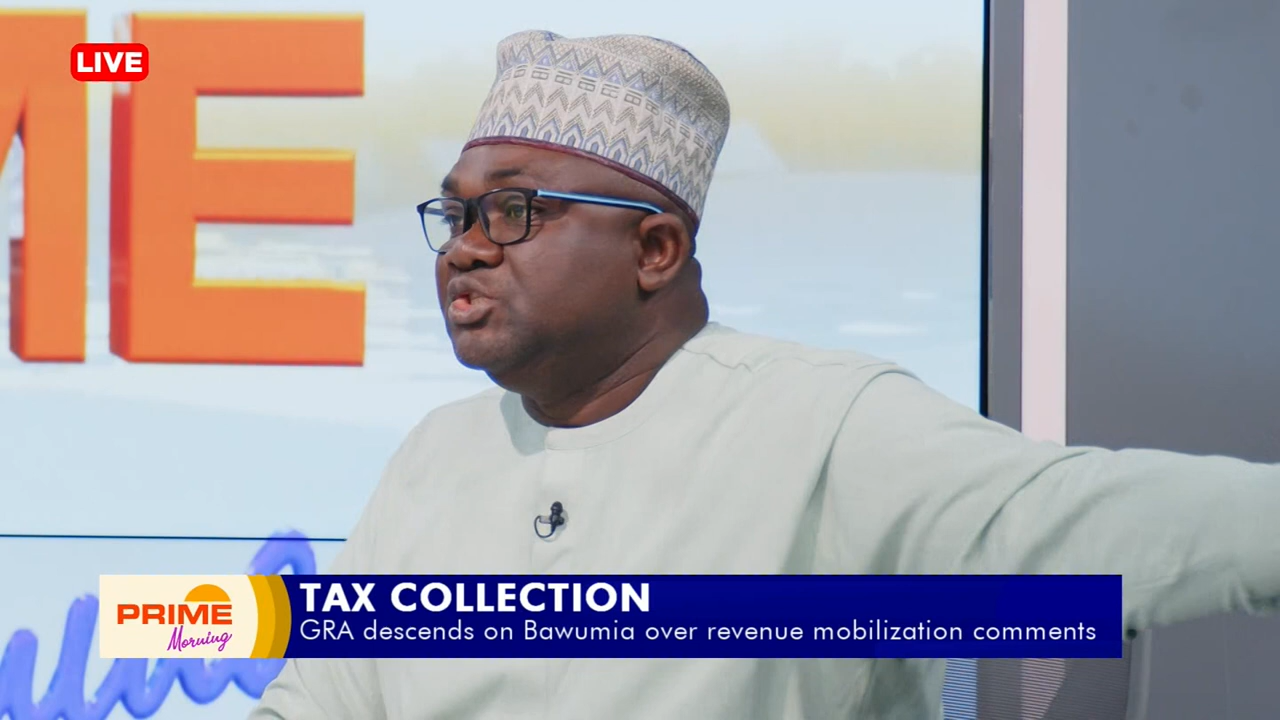 LIVE
ME
PRIME
Morning
TAX COLLECTION
GRA descends on Bawumia over revenue mobilization comments